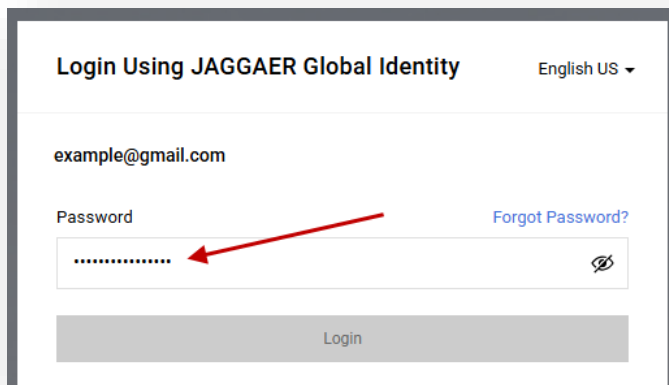 Login Using JAGGAER Global Identity
English US
example@gmail.com
Password
Forgot Password?
................
Login